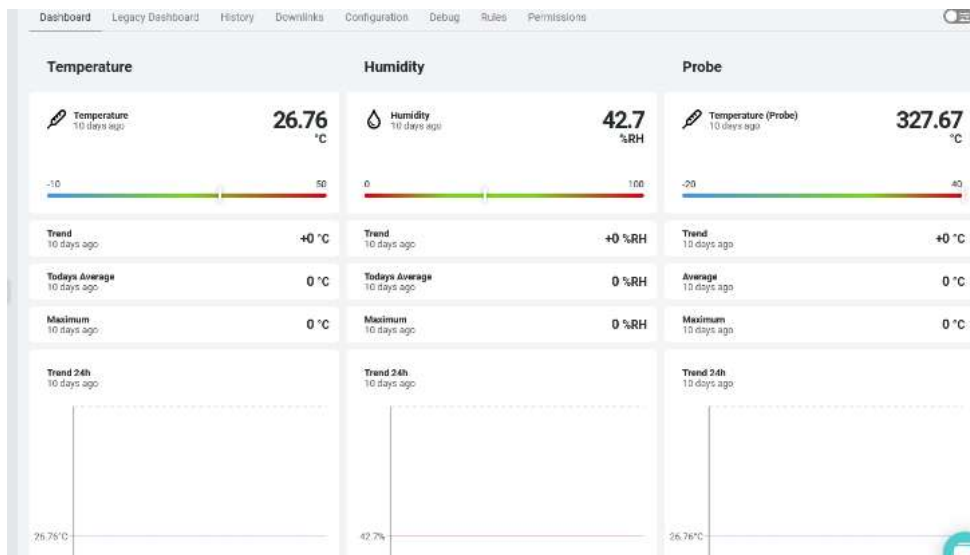 Dashboard Legacy Dashboard History Downlinks Configuration Debug Rules Permissions
Temperature
Temperature
10 days ago
26.76
°C
-10 50
Trend
10 days ago
+0 °C
Todays Average
10 days ago
0 °C
Maximum
10 days ago
0 °C
Trend 24h
10 days ago
26.76°C
Humidity
Humidity
10 days ago
42.7
%RH
0 100
Trend
10 days ago
+0 %RH
Todays Average
10 days ago
0 %RH
Maximum
10 days ago
0 %RH
Trend 24h
10 days ago
42.7%
Probe
Temperature (Probe)
10 days ago
327.67
°C
-20 40
Trend
10 days ago
+0 °C
Average
10 days ago
0 °C
Maximum
10 days ago
0 °C
Trend 24h
10 days ago
26.76°C